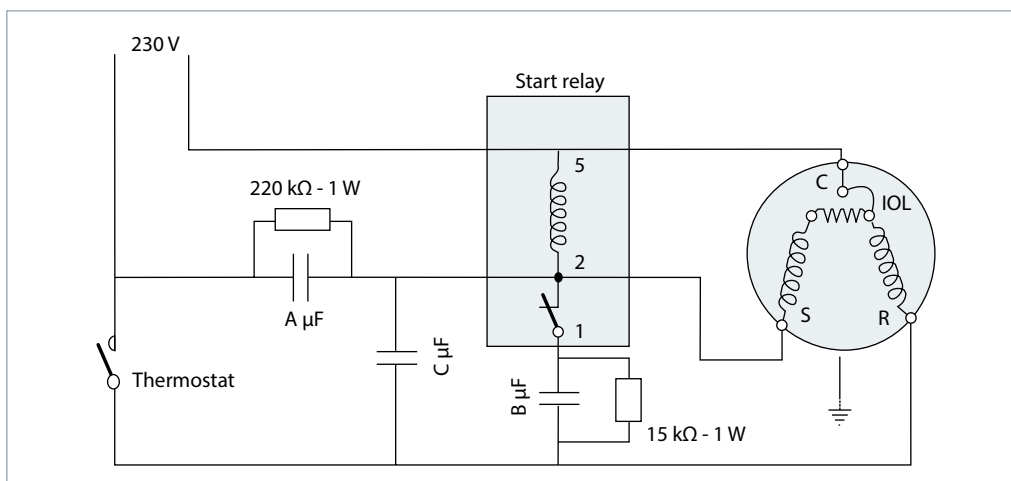 230 V
Start relay
5
220 kΩ - 1 W
C
IOL
2
A µF
S
R
1
C µF
Thermostat
B µF
15 kΩ - 1 W